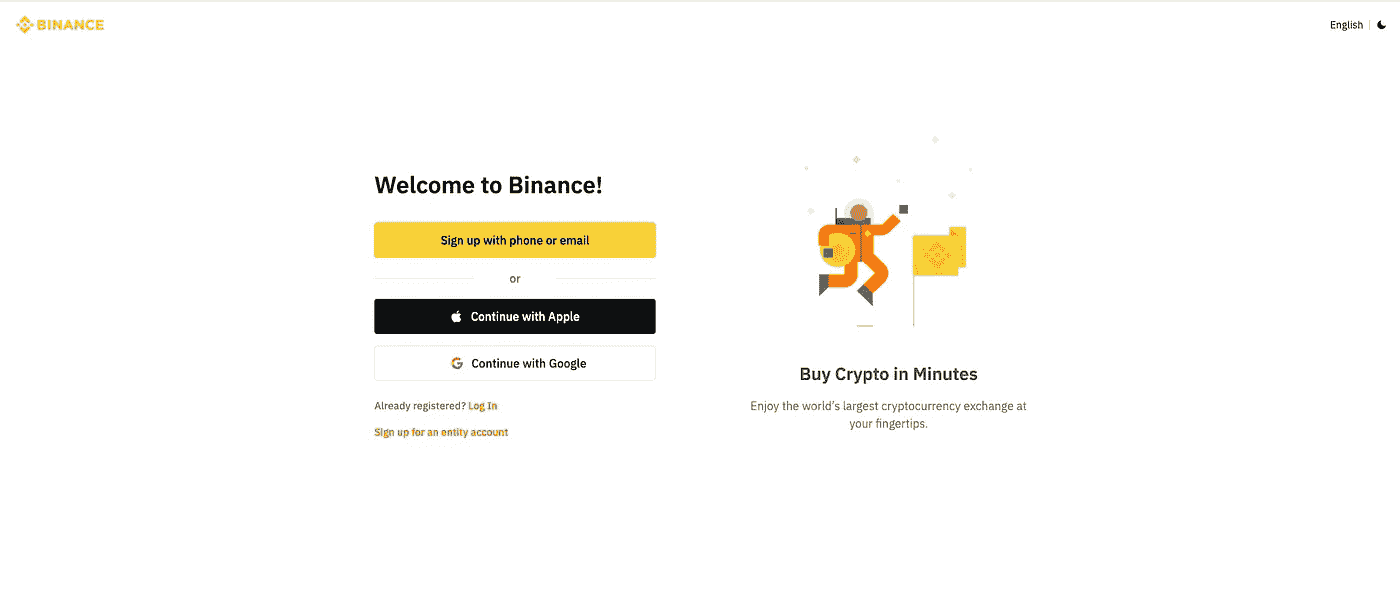 BINANCE
English
Welcome to Binance!
Sign up with phone or email
or
Continue with Apple
Continue with Google
Already registered? Log In
Sign up for an entity account
Buy Crypto in Minutes
Enjoy the world's largest cryptocurrency exchange at
your fingertips.